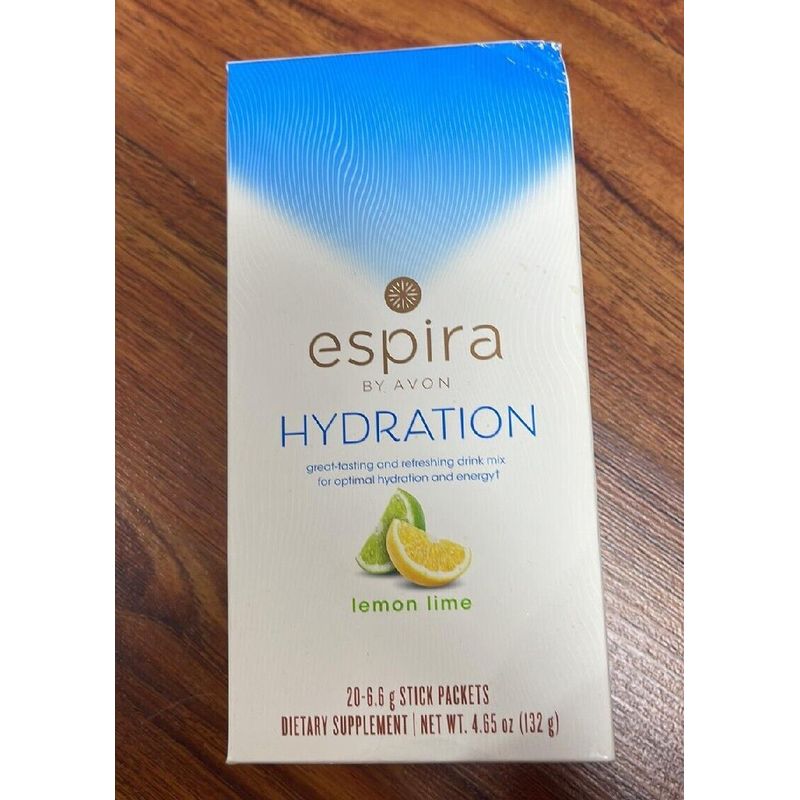 espira
BY AVON
HYDRATION
great-tasting and refreshing drink mix
for optimal hydration and energy†
lemon lime
20-6.6 g STICK PACKETS
DIETARY SUPPLEMENT | NET WT. 4.65 oz (132 g)